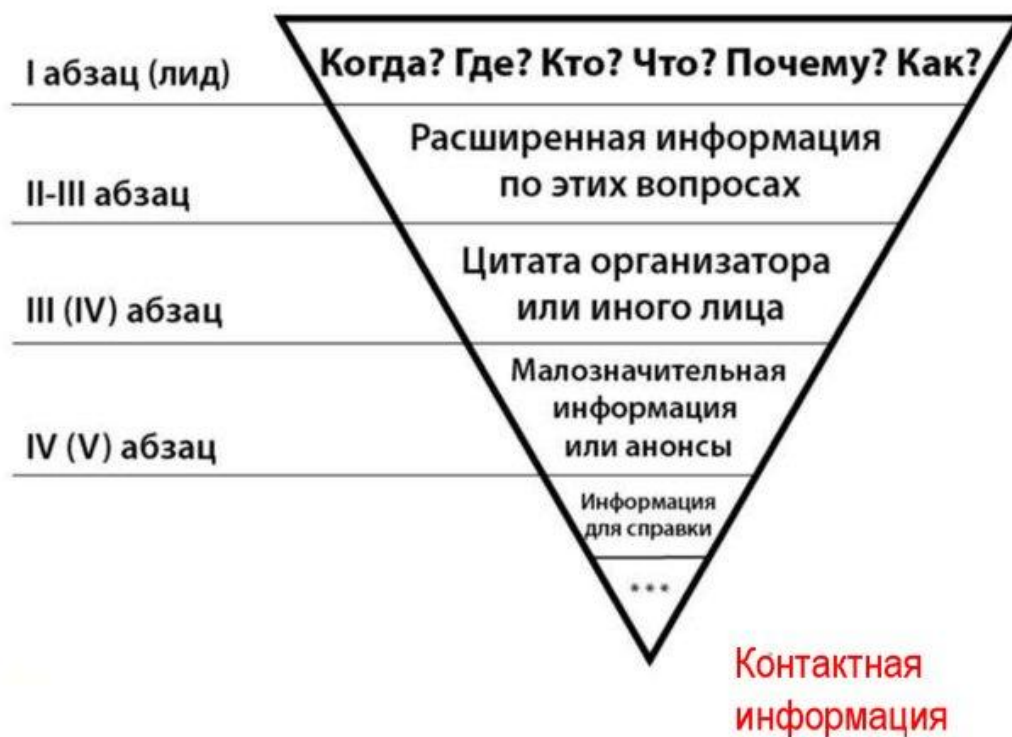 I абзац (лид)
Когда? Где? Кто? Что? Почему? Как?
II-III абзац
Расширенная информация
по этих вопросах
III (IV) абзац
Цитата организатора
или иного лица
IV (V) абзац
Малозначительная
информация
или анонсы
Информация
для справки
***
Контактная
информация